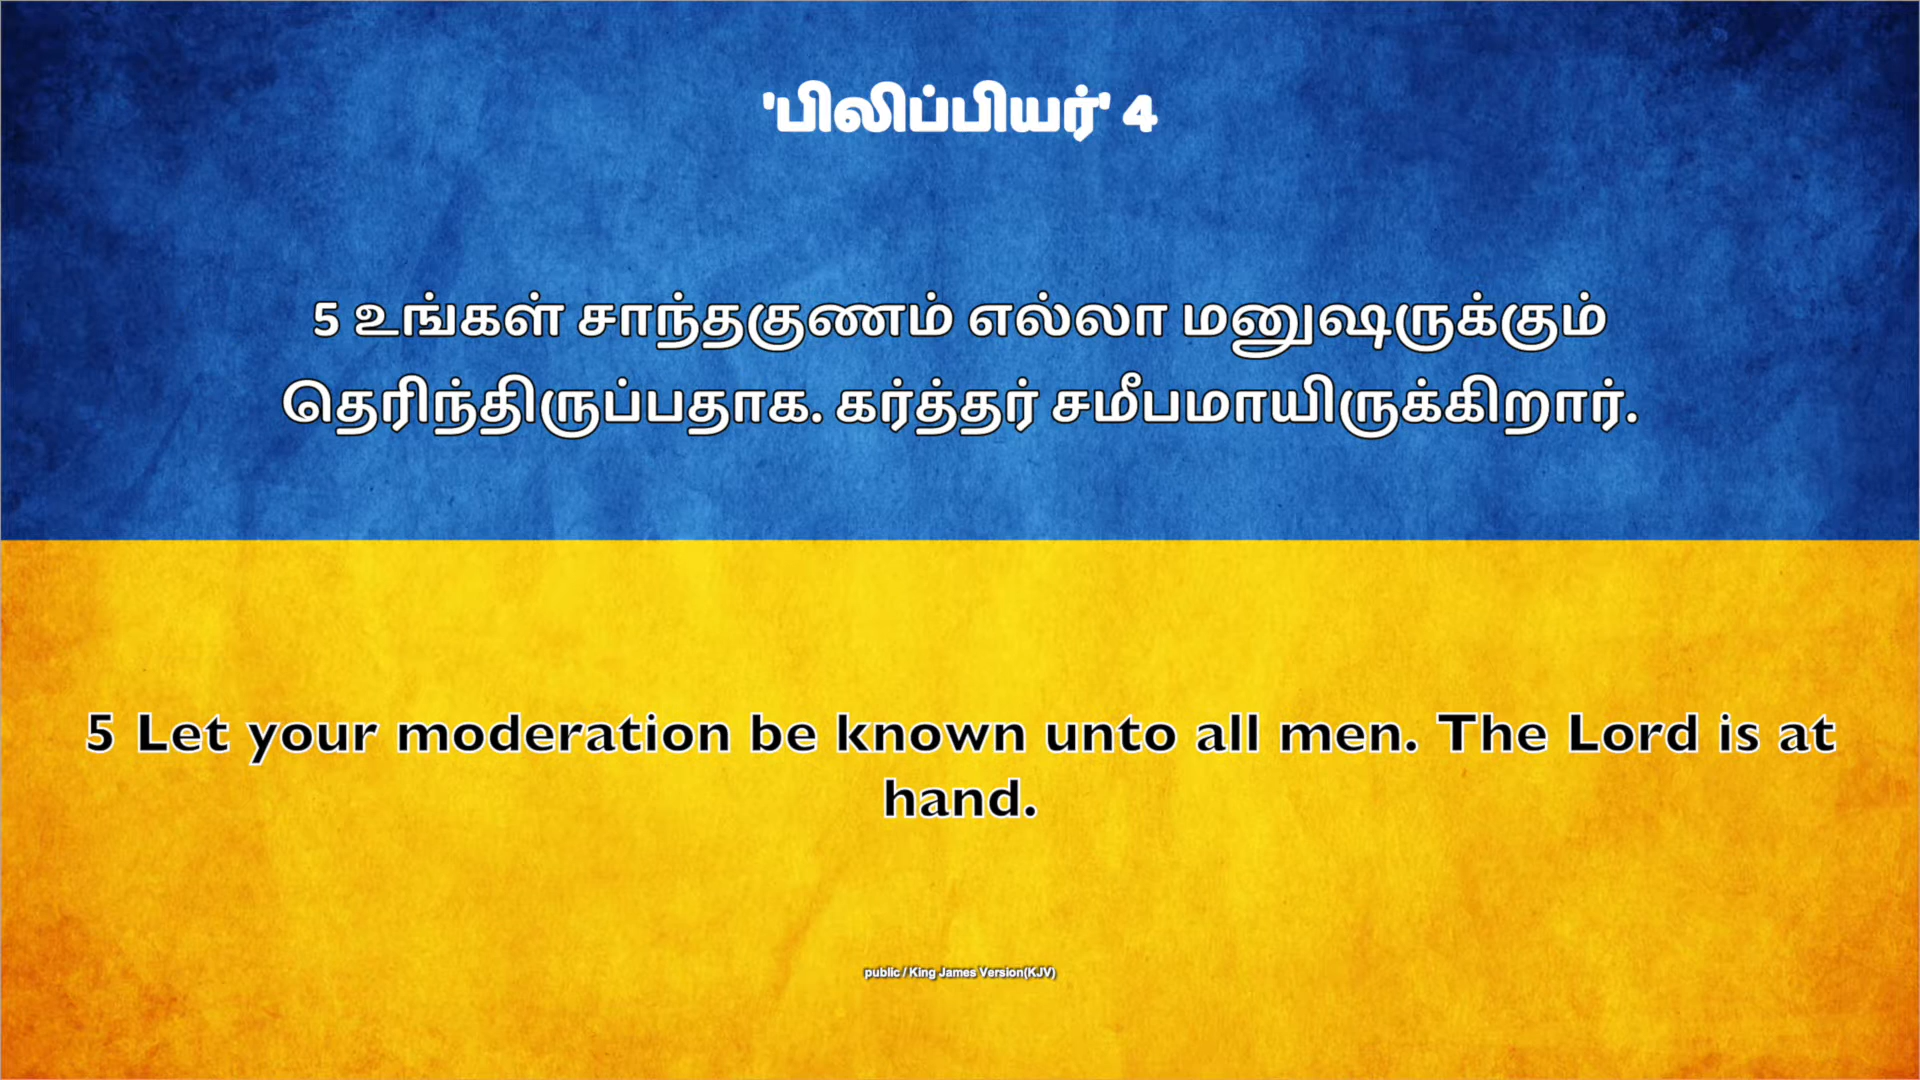 'பிலிப்பியர்' 4
5 உங்கள் சாந்தகுணம் எல்லா மனுஷருக்கும்
தெரிந்திருப்பதாக. கர்த்தர் சமீபமாயிருக்கிறார்.
5 Let your moderation be known unto all men. The Lord is at
hand.
public / King James Version(KJV)